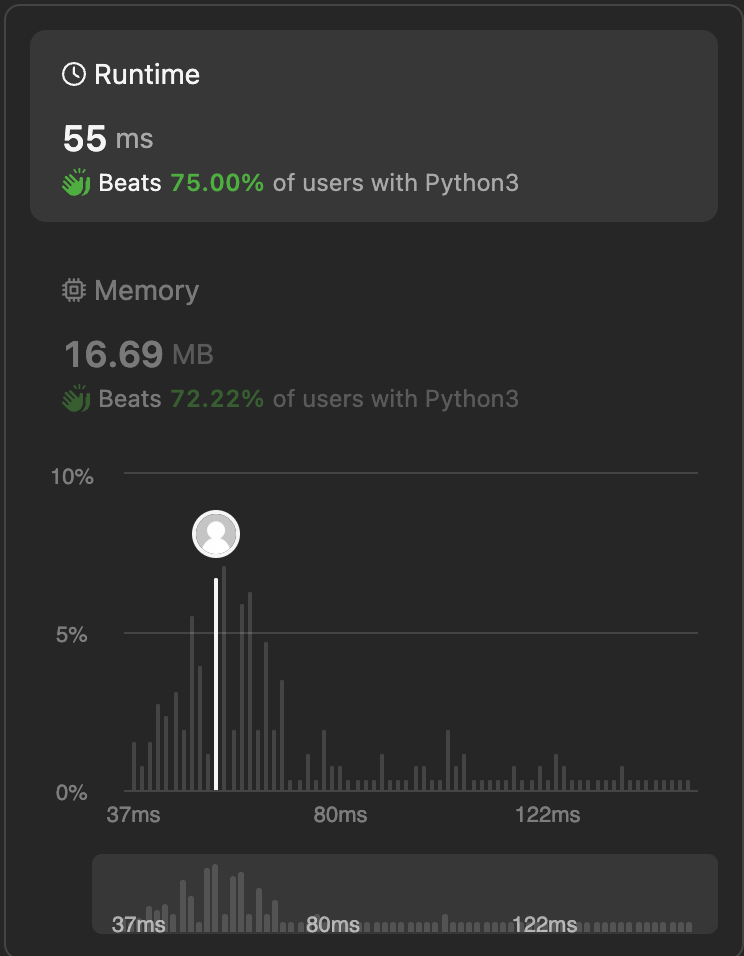 Runtime
55 ms
Beats 75.00% of users with Python3
Memory
16.69 MB
Beats 72.22% of users with Python3
10%
5%
0%
37ms 80ms 122ms
37ms 80ms 122ms